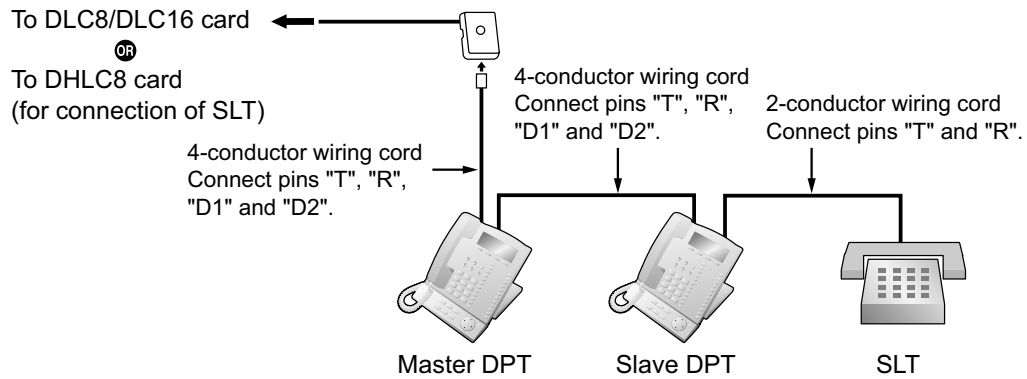 To DLC8/DLC16 card
OR
To DHLC8 card
(for connection of SLT)
4-conductor wiring cord
Connect pins "T", "R",
"D1" and "D2".
4-conductor wiring cord
Connect pins "T", "R",
"D1" and "D2".
2-conductor wiring cord
Connect pins "T" and "R".
Master DPT
Slave DPT
SLT